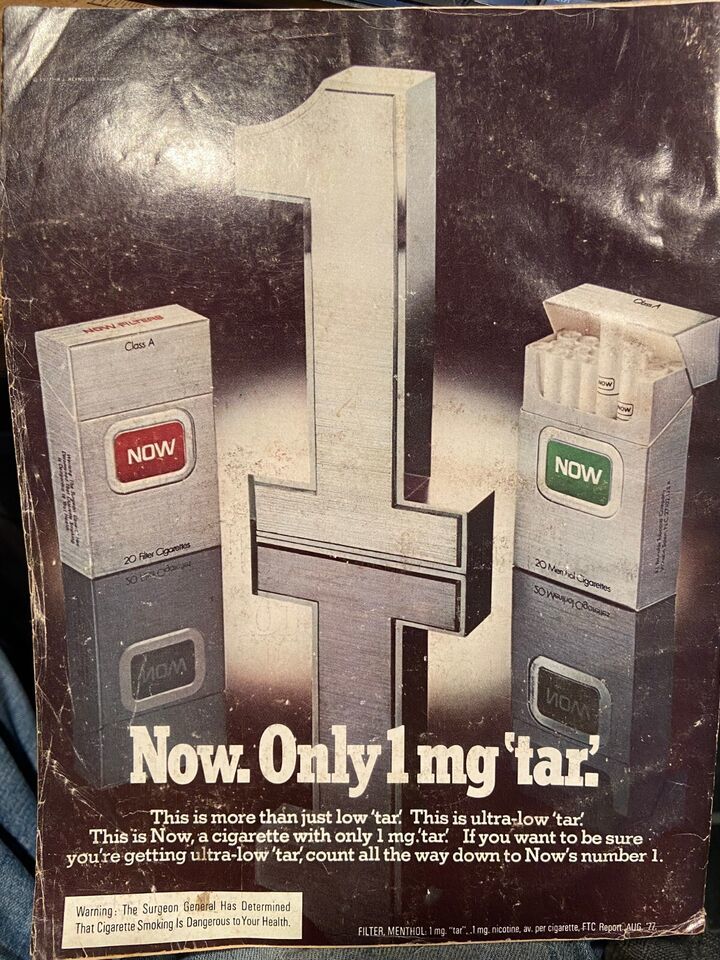 NOW FILTERS
Class A
NOW
20 Filter Cigarettes
Class A
NOW
NOW
NOW
20 Menthol Cigarettes
Now. Only 1 mg ‘tar’.
This is more than just low ‘tar’. This is ultra-low ‘tar’.
This is Now, a cigarette with only 1 mg. ‘tar’. If you want to be sure
you’re getting ultra-low ‘tar’, count all the way down to Now’s number 1.
Warning: The Surgeon General Has Determined
That Cigarette Smoking Is Dangerous to Your Health.
FILTER, MENTHOL: 1 mg. "tar", .1 mg. nicotine, av. per cigarette, FTC Report AUG. '77.